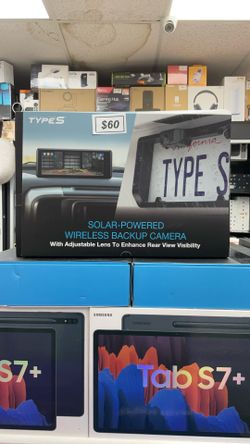 TYPE S
$60
California
TYPE S
SOLAR-POWERED
WIRELESS BACKUP CAMERA
With Adjustable Lens To Enhance Rear View Visibility
SAMSUNG
S7+
Tab S7+